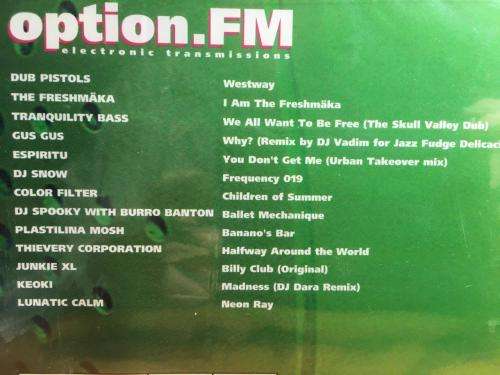 option.FM
electronic transmissions
DUB PISTOLS Westway
THE FRESHMÄKA I Am The Freshmäka
TRANQUILITY BASS We All Want To Be Free (The Skull Valley Dub)
GUS GUS Why? (Remix by DJ Vadim for Jazz Fudge Delicac
ESPIRITU You Don't Get Me (Urban Takeover mix)
DJ SNOW Frequency 019
COLOR FILTER Children of Summer
DJ SPOOKY WITH BURRO BANTON Ballet Mechanique
PLASTILINA MOSH Banano's Bar
THIEVERY CORPORATION Halfway Around the World
JUNKIE XL Billy Club (Original)
KEOKI Madness (DJ Dara Remix)
LUNATIC CALM Neon Ray